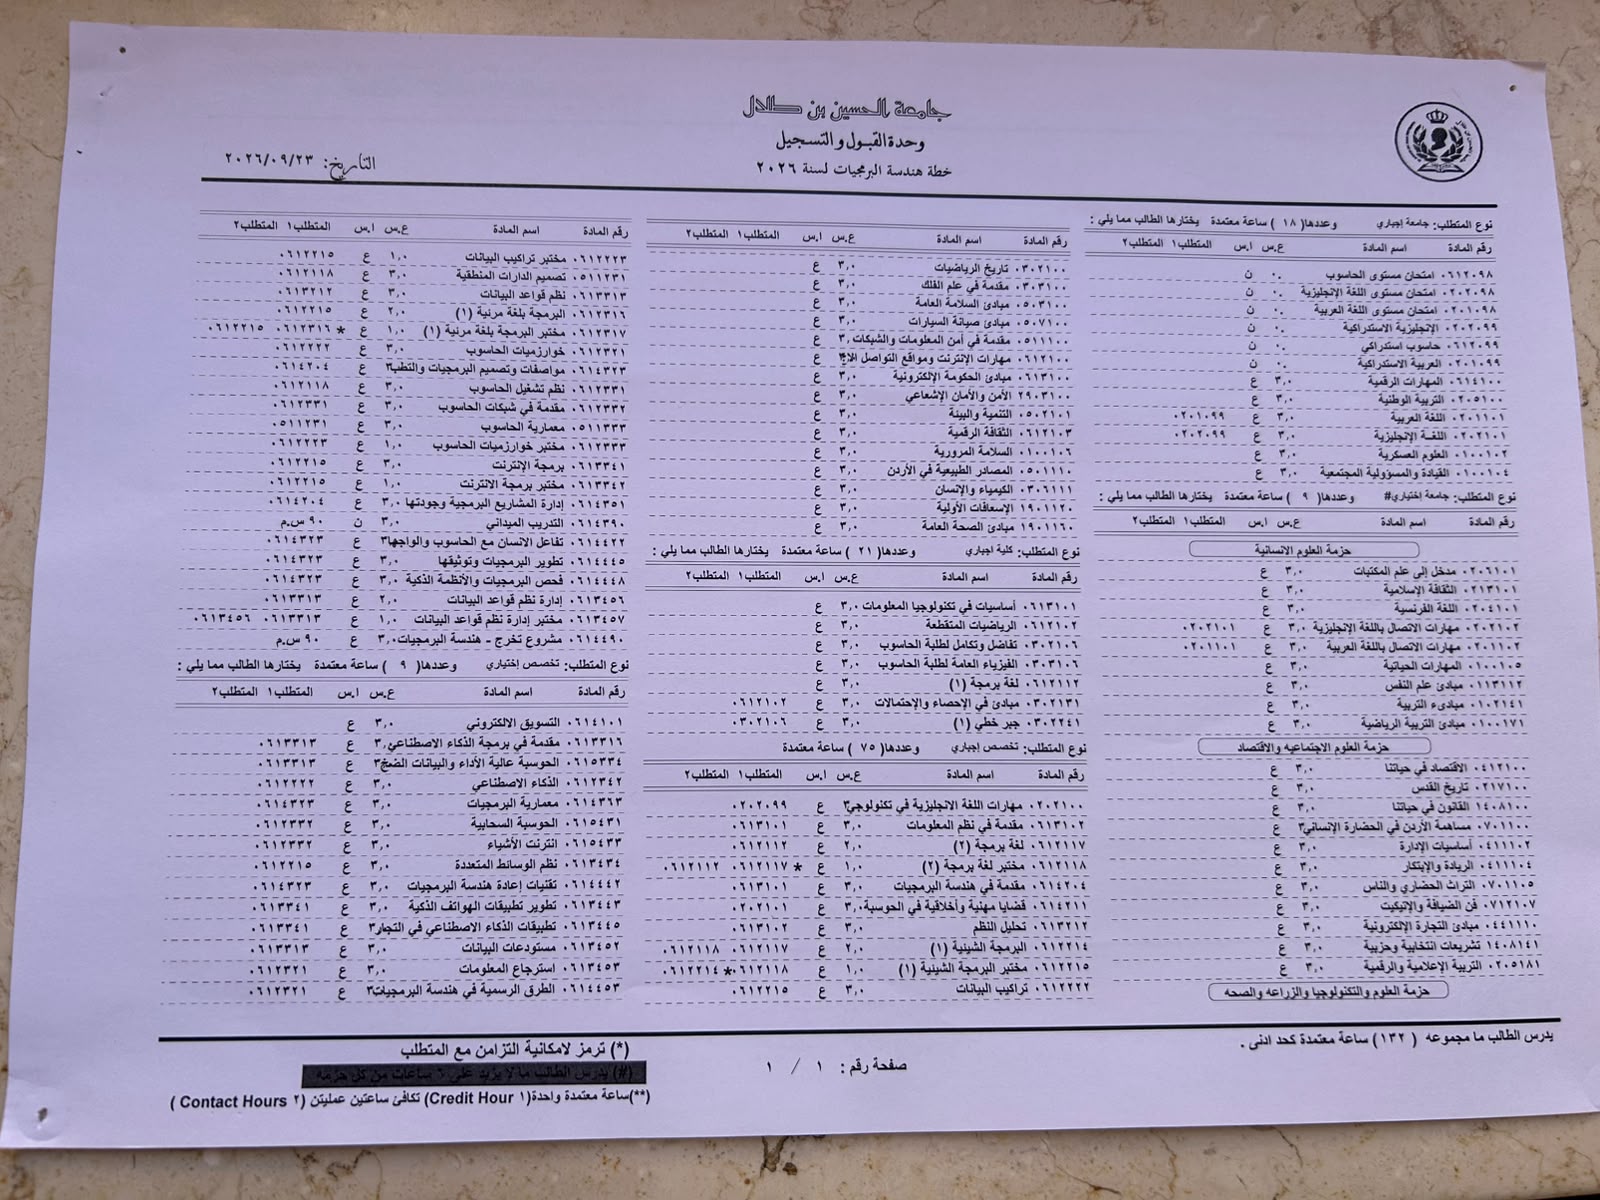 جامعة الحسين بن طلال
وحدة القبول والتسجيل
خطة هندسة البرمجيات لسنة ٢٠٢٦
التاريخ: ٢٠٢٦/٠٩/٢٣
نوع المتطلب: جامعة إجباري وعددها( ١٨ ) ساعة معتمدة يختارها الطالب مما يلي :
رقم المادة اسم المادة ع.س ا.س المتطلب١ المتطلب٢
٠٦١٢٠٩٨ امتحان مستوى الحاسوب ٠. ن
٠٢٠٢٠٩٨ امتحان مستوى اللغة الإنجليزية ٠. ن
٠٢٠١٠٩٨ امتحان مستوى اللغة العربية ٠. ن
٠٢٠٢٠٩٩ الإنجليزية الاستدراكية ٠. ن
٠٦١٢٠٩٩ حاسوب استدراكي ٠. ن
٠٢٠١٠٩٩ العربية الاستدراكية ٠. ن
٠٦١٤١٠٠ المهارات الرقمية ٣,٠ ع
٠٢٠٥١٠٠ التربية الوطنية ٣,٠ ع
٠٢٠١١٠١ اللغة العربية ٣,٠ ع ٠٢٠١٠٩٩
٠٢٠٢١٠١ اللغة الإنجليزية ٣,٠ ع ٠٢٠٢٠٩٩
٠١٠٠١٠٢ العلوم العسكرية ٣,٠ ع
٠١٠٠١٠٤ القيادة والمسؤولية المجتمعية ٣,٠ ع
نوع المتطلب: جامعة إختياري# وعددها( ٩ ) ساعة معتمدة يختارها الطالب مما يلي :
رقم المادة اسم المادة ع.س ا.س المتطلب١ المتطلب٢
حزمة العلوم الانسانية
٠٢٠٦١٠١ مدخل إلى علم المكتبات ٣,٠ ع
٠٢١٣١٠١ الثقافة الإسلامية ٣,٠ ع
٠٢٠٤١٠١ اللغة الفرنسية ٣,٠ ع
٠٢٠٢١٠٢ مهارات الاتصال باللغة الإنجليزية ٣,٠ ع ٠٢٠٢١٠١
٠٢٠١١٠٢ مهارات الاتصال باللغة العربية ٣,٠ ع ٠٢٠١١٠١
٠١٠٠١٠٥ المهارات الحياتية ٣,٠ ع
٠١١٣١١٢ مبادئ علم النفس ٣,٠ ع
٠١٠٢١٤١ مبادىء التربية ٣,٠ ع
٠١٠٠١٧١ مبادئ التربية الرياضية ٣,٠ ع
حزمة العلوم الاجتماعيه والاقتصاد
٠٤١٢١٠٠ الاقتصاد في حياتنا ٣,٠ ع
٠٢١٧١٠٠ تاريخ القدس ٣,٠ ع
١٤٠٨١٠٠ القانون في حياتنا ٣,٠ ع
٠٧٠١١٠٠ مساهمة الأردن في الحضارة الإنساني٣ ع
٠٤١١١٠٢ أساسيات الإدارة ٣,٠ ع
٠٤١١١٠٤ الريادة والإبتكار ٣,٠ ع
٠٧٠١١٠٥ التراث الحضاري والناس ٣,٠ ع
٠٧١٢١٠٧ فن الضيافة والإتيكيت ٣,٠ ع
٠٤٤١١١٠ مبادئ التجارة الإلكترونية ٣,٠ ع
١٤٠٨١٤١ تشريعات انتخابية وحزبية ٣,٠ ع
٠٢٠٥١٨١ التربية الإعلامية والرقمية ٣,٠ ع
حزمة العلوم والتكنولوجيا والزراعه والصحه
رقم المادة اسم المادة ع.س ا.س المتطلب١ المتطلب٢
٠٣٠٢١٠٠ تاريخ الرياضيات ٣,٠ ع
٠٣٠٣١٠٠ مقدمة في علم الفلك ٣,٠ ع
٠٥٠٣١٠٠ مبادئ السلامة العامة ٣,٠ ع
٠٥٠٧١٠٠ مبادئ صيانة السيارات ٣,٠ ع
٠٥١١١٠٠ مقدمة في أمن المعلومات والشبكات ٣,٠ ع
٠٦١٢١٠٠ مهارات الإنترنت ومواقع التواصل ع
٠٦١٣١٠٠ مبادئ الحكومة الإلكترونية ٣,٠ ع
٢٩٠٣١٠٠ الأمن والأمان الإشعاعي ٣,٠ ع
٠٥٠٢١٠١ التنمية والبيئة ٣,٠ ع
٠٦١٢١٠٣ الثقافة الرقمية ٣,٠ ع
٠١٠٠١٠٦ السلامة المرورية ٣,٠ ع
٠٥٠١١١٠ المصادر الطبيعية في الأردن ٣,٠ ع
٠٣٠٦١١١ الكيمياء والإنسان ٣,٠ ع
١٩٠١١٢٠ الإسعافات الأولية ٣,٠ ع
١٩٠١١٦٠ مبادئ الصحة العامة ٣,٠ ع
نوع المتطلب: كلية اجباري وعددها( ٢١ ) ساعة معتمدة يختارها الطالب مما يلي :
رقم المادة اسم المادة ع.س ا.س المتطلب١ المتطلب٢
٠٦١٣١٠١ أساسيات في تكنولوجيا المعلومات ٣,٠ ع
٠٦١٢١٠٢ الرياضيات المتقطعة ٣,٠ ع
٠٣٠٢١٠٦ تفاضل وتكامل لطلبة الحاسوب ٣,٠ ع
٠٣٠٣١٠٦ الفيزياء العامة لطلبة الحاسوب ٣,٠ ع
٠٦١٢١١٢ لغة برمجة (١) ٣,٠ ع
٠٣٠٢١٣١ مبادئ في الإحصاء والإحتمالات ٣,٠ ع ٠٦١٢١٠٢
٠٣٠٢٢٤١ جبر خطي (١) ٣,٠ ع ٠٣٠٢١٠٦
نوع المتطلب: تخصص إجباري وعددها( ٧٥ ) ساعة معتمدة
رقم المادة اسم المادة ع.س ا.س المتطلب١ المتطلب٢
٠٢٠٢١٠٠ مهارات اللغة الانجليزية في تكنولوجي٣ ع ٠٢٠٢٠٩٩
٠٦١٣١٠٢ مقدمة في نظم المعلومات ٣,٠ ع ٠٦١٣١٠١
٠٦١٢١١٧ لغة برمجة (٢) ٢,٠ ع ٠٦١٢١١٢
٠٦١٢١١٨ مختبر لغة برمجة (٢) ١,٠ ع * ٠٦١٢١١٧ ٠٦١٢١١٢
٠٦١٤٢٠٤ مقدمة في هندسة البرمجيات ٣,٠ ع ٠٦١٣١٠١
٠٦١٤٢١١ قضايا مهنية وأخلاقية في الحوسبة ٣,٠ ع ٠٢٠٢١٠١
٠٦١٣٢١٢ تحليل النظم ٣,٠ ع ٠٦١٣١٠٢
٠٦١٢٢١٤ البرمجة الشيئية (١) ٢,٠ ع ٠٦١٢١١٧ ٠٦١٢١١٨
٠٦١٢٢١٥ مختبر البرمجة الشيئية (١) ١,٠ ع ٠٦١٢١١٨ *٠٦١٢٢١٤
٠٦١٢٢٢٢ تراكيب البيانات ٣,٠ ع ٠٦١٢٢١٥
رقم المادة اسم المادة ع.س ا.س المتطلب١ المتطلب٢
٠٦١٢٢٢٣ مختبر تراكيب البيانات ١,٠ ع ٠٦١٢٢١٥
٠٥١١٢٣١ تصميم الدارات المنطقية ٣,٠ ع ٠٦١٢١١٨
٠٦١٣٣١٣ نظم قواعد البيانات ٣,٠ ع ٠٦١٣٢١٢
٠٦١٢٣١٦ البرمجة بلغة مرئية (١) ٢,٠ ع ٠٦١٢٢١٥
٠٦١٢٣١٧ مختبر البرمجة بلغة مرئية (١) ١,٠ ع * ٠٦١٢٣١٦ ٠٦١٢٢١٥
٠٦١٢٣٢١ خوارزميات الحاسوب ٣,٠ ع ٠٦١٢٢٢٢
٠٦١٤٣٢٣ مواصفات وتصميم البرمجيات والتطب٣ ع ٠٦١٤٢٠٤
٠٦١٢٣٣١ نظم تشغيل الحاسوب ٣,٠ ع ٠٦١٢١١٨
٠٦١٢٣٣٢ مقدمة في شبكات الحاسوب ٣,٠ ع ٠٦١٢٣٣١
٠٥١١٣٣٣ معمارية الحاسوب ٣,٠ ع ٠٥١١٢٣١
٠٦١٢٣٣٣ مختبر خوارزميات الحاسوب ١,٠ ع ٠٦١٢٢٢٣
٠٦١٣٣٤١ برمجة الإنترنت ٣,٠ ع ٠٦١٢٢١٥
٠٦١٣٣٤٢ مختبر برمجة الانترنت ١,٠ ع ٠٦١٢٢١٥
٠٦١٤٣٥١ إدارة المشاريع البرمجية وجودتها ٣,٠ ع ٠٦١٤٢٠٤
٠٦١٤٣٩٠ التدريب الميداني ٣,٠ ن ٩٠ س.م
٠٦١٤٤٢٢ تفاعل الانسان مع الحاسوب والواجها٣ ع ٠٦١٤٣٢٣
٠٦١٤٤٤٥ تطوير البرمجيات وتوثيقها ٣,٠ ع ٠٦١٤٣٢٣
٠٦١٤٤٤٨ فحص البرمجيات والأنظمة الذكية ٣,٠ ع ٠٦١٤٣٢٣
٠٦١٣٤٥٦ إدارة نظم قواعد البيانات ٢,٠ ع ٠٦١٣٣١٣
٠٦١٣٤٥٧ مختبر إدارة نظم قواعد البيانات ١,٠ ع ٠٦١٣٣١٣ ٠٦١٣٤٥٦
٠٦١٤٤٩٠ مشروع تخرج - هندسة البرمجيات ٣,٠ ع ٩٠ س.م
نوع المتطلب: تخصص إختياري وعددها( ٩ ) ساعة معتمدة يختارها الطالب مما يلي :
رقم المادة اسم المادة ع.س ا.س المتطلب١ المتطلب٢
٠٦١٤١٠١ التسويق الالكتروني ٣,٠ ع
٠٦١٣٣١٦ مقدمة في برمجة الذكاء الاصطناعي ٣,٠ ع ٠٦١٣٣١٣
٠٦١٥٣٣٤ الحوسبة عالية الأداء والبيانات الضخ٣ ع ٠٦١٣٣١٣
٠٦١٢٣٤٢ الذكاء الاصطناعي ٣,٠ ع ٠٦١٢٢٢٢
٠٦١٤٣٦٣ معمارية البرمجيات ٣,٠ ع ٠٦١٤٣٢٣
٠٦١٥٤٣١ الحوسبة السحابية ٣,٠ ع ٠٦١٢٣٣٢
٠٦١٥٤٣٣ انترنت الأشياء ٣,٠ ع ٠٦١٢٣٣٢
٠٦١٣٤٣٤ نظم الوسائط المتعددة ٣,٠ ع ٠٦١٢٢١٥
٠٦١٤٤٤٢ تقنيات إعادة هندسة البرمجيات ٣,٠ ع ٠٦١٤٣٢٣
٠٦١٣٤٤٣ تطوير تطبيقات الهواتف الذكية ٣,٠ ع ٠٦١٣٣٤١
٠٦١٣٤٤٥ تطبيقات الذكاء الاصطناعي في التجار٣ ع ٠٦١٣٣٤١
٠٦١٣٤٥٢ مستودعات البيانات ٣,٠ ع ٠٦١٣٣١٣
٠٦١٣٤٥٣ استرجاع المعلومات ٣,٠ ع ٠٦١٢٣٢١
٠٦١٤٤٥٣ الطرق الرسمية في هندسة البرمجيات٣ ع ٠٦١٢٣٢١
يدرس الطالب ما مجموعه ( ١٣٢ ) ساعة معتمدة كحد ادنى .
صفحة رقم : ١ / ١
(*) ترمز لامكانية التزامن مع المتطلب
(#) يدرس الطالب ما لا يزيد على ٦ ساعات من كل حزمة
(**)ساعة معتمدة واحدة(١ Credit Hour) تكافئ ساعتين عمليتن (٢ Contact Hours )